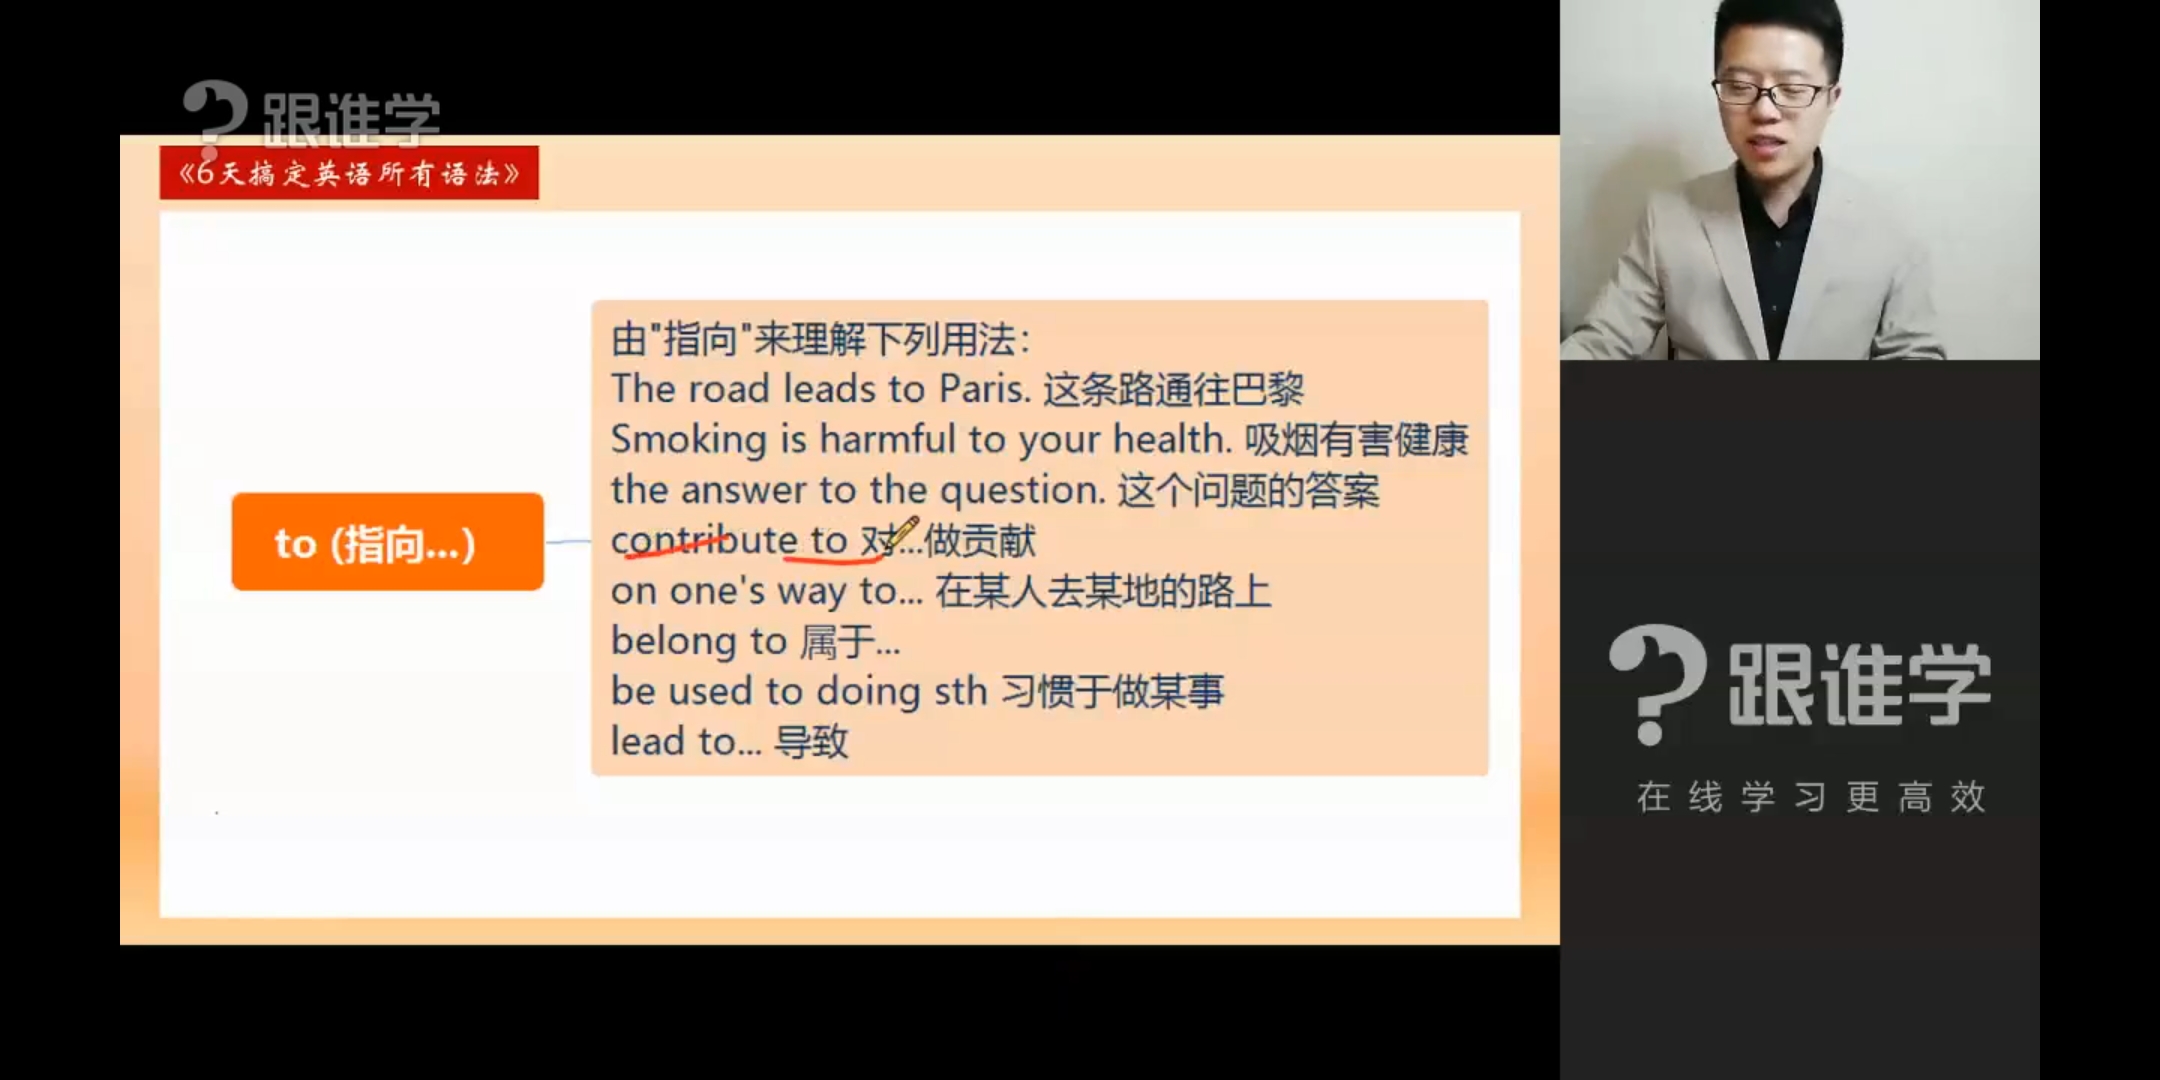 跟谁学
《6天搞定英语所有语法》
to (指向...)
由"指向"来理解下列用法：
The road leads to Paris. 这条路通往巴黎
Smoking is harmful to your health. 吸烟有害健康
the answer to the question. 这个问题的答案
contribute to 对...做贡献
on one's way to... 在某人去某地的路上
belong to 属于...
be used to doing sth 习惯于做某事
lead to... 导致
跟谁学
在线学习更高效